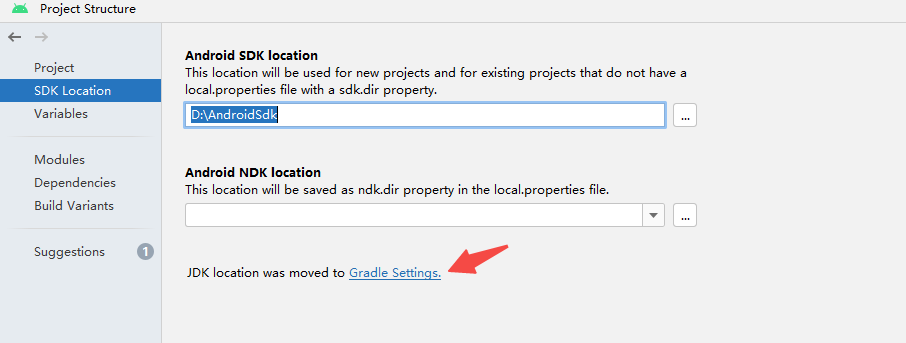 Project Structure
Project
SDK Location
Variables
Modules
Dependencies
Build Variants
Suggestions
1
Android SDK location
This location will be used for new projects and for existing projects that do not have a
local.properties file with a sdk.dir property.
D:\AndroidSdk
...
Android NDK location
This location will be saved as ndk.dir property in the local.properties file.
...
JDK location was moved to Gradle Settings.